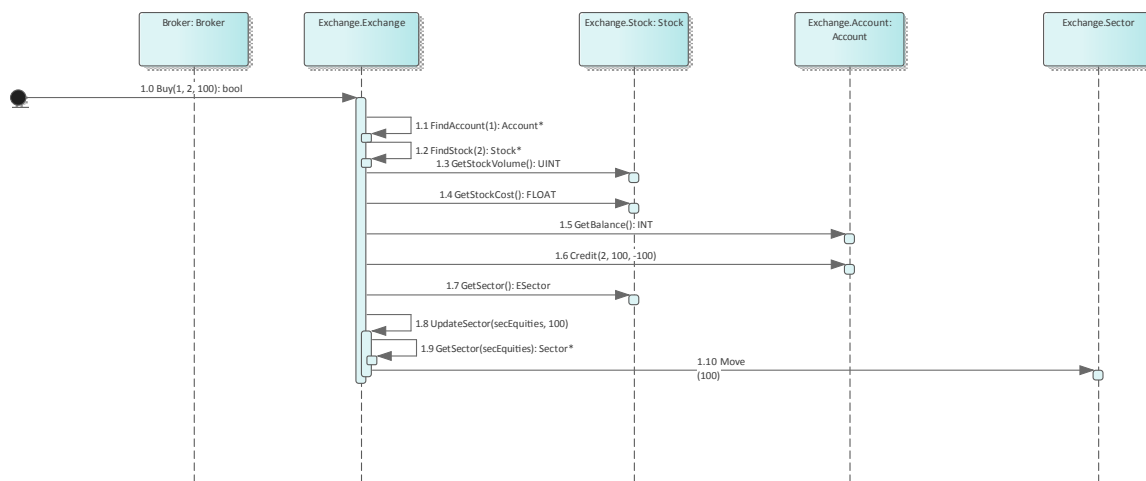 Broker: Broker
Exchange.Exchange
Exchange.Stock: Stock
Exchange.Account:
Account
Exchange.Sector
1.0 Buy(1, 2, 100): bool
1.1 FindAccount(1): Account*
1.2 FindStock(2): Stock*
1.3 GetStockVolume(): UINT
1.4 GetStockCost(): FLOAT
1.5 GetBalance(): INT
1.6 Credit(2, 100, -100)
1.7 GetSector(): ESector
1.8 UpdateSector(secEquities, 100)
1.9 GetSector(secEquities): Sector*
1.10 Move
(100)